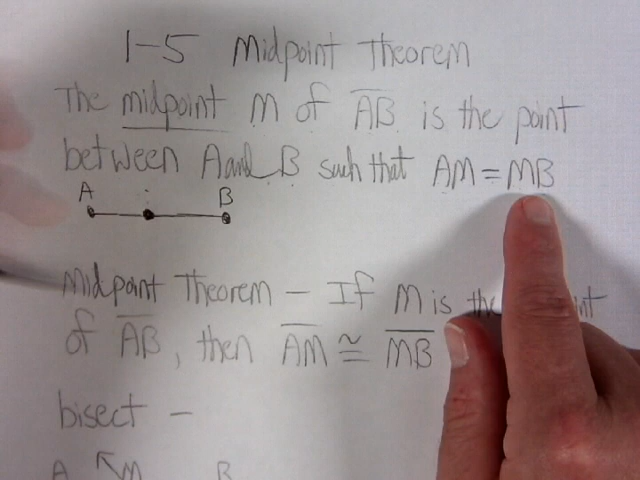 1-5 Midpoint Theorem
The midpoint M of AB is the point
between A and B such that AM = MB
A B
Midpoint Theorem - If M is the
of AB, then AM ≅ MB
bisect -
A M B